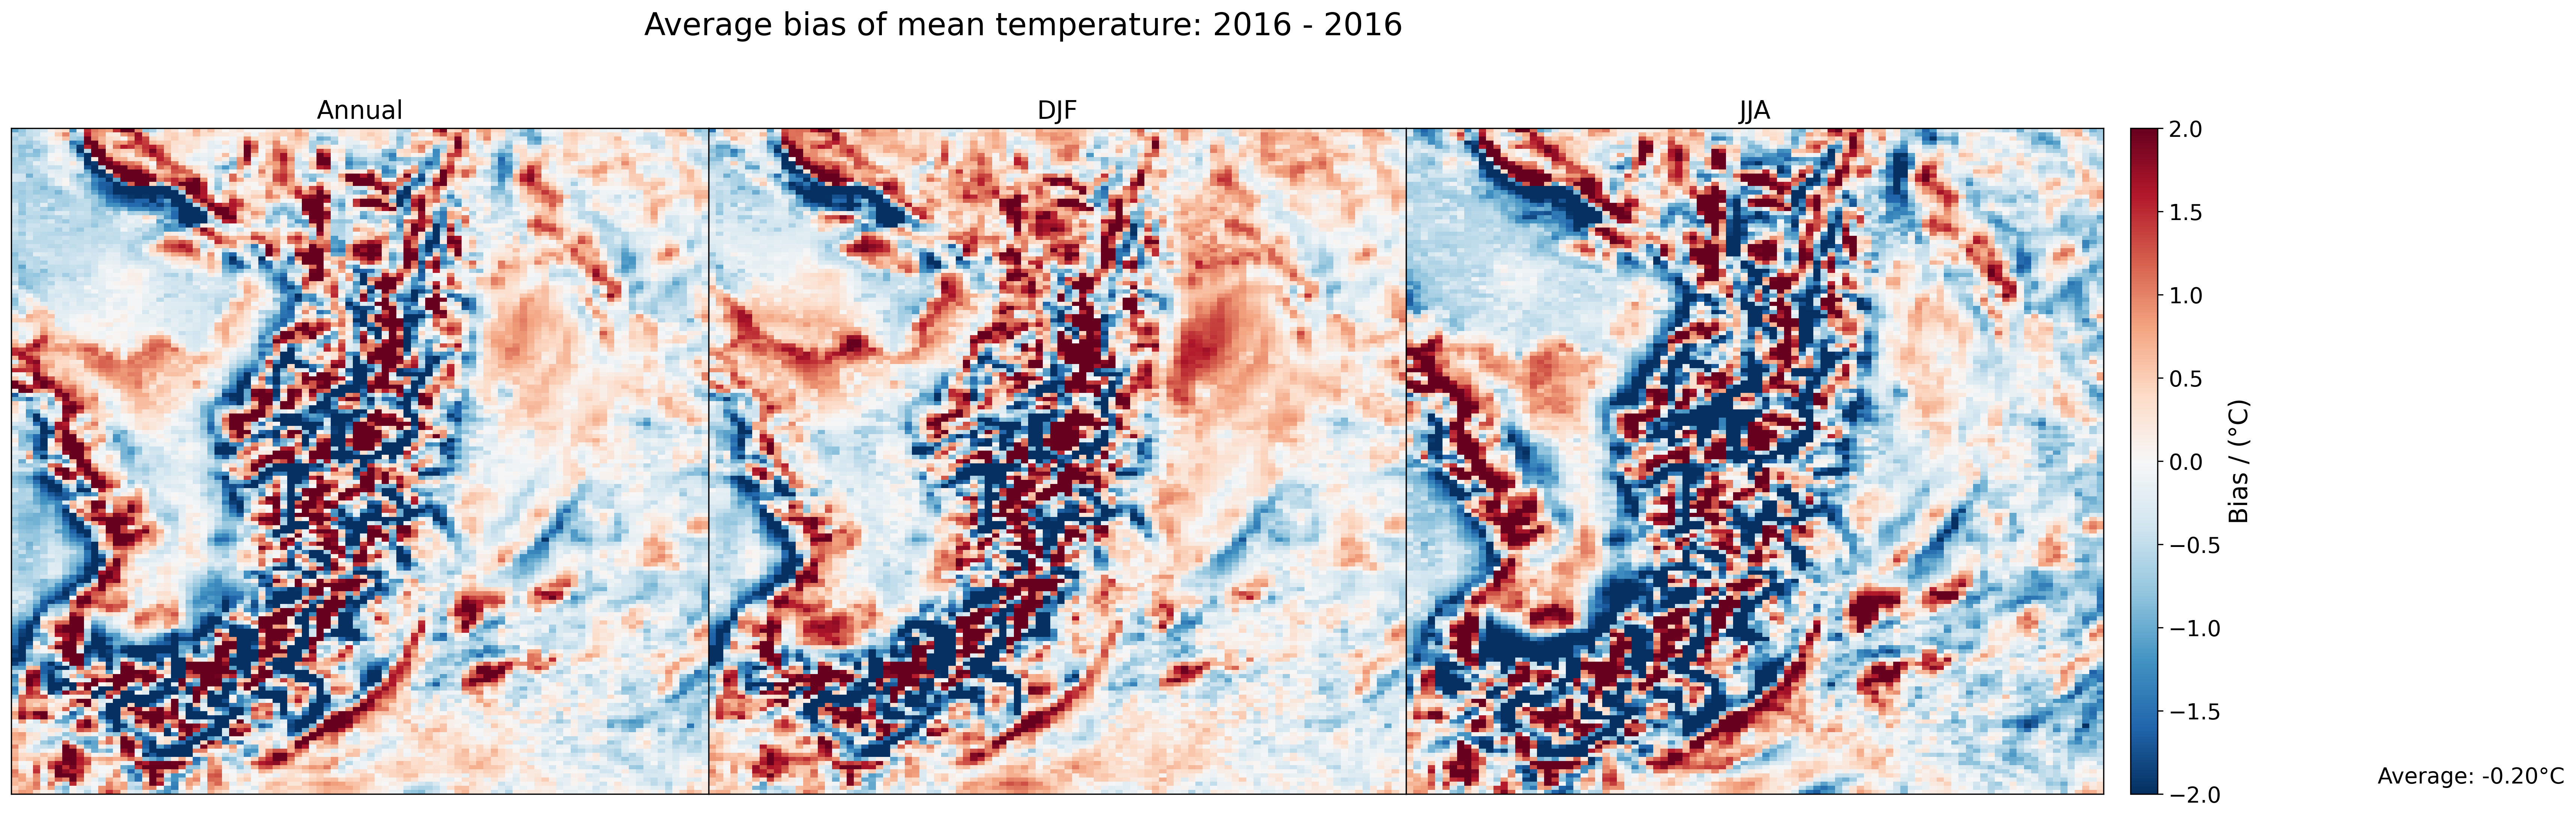 Average bias of mean temperature: 2016 - 2016
Annual
DJF
JJA
2.0
1.5
1.0
0.5
0.0
−0.5
−1.0
−1.5
−2.0
Bias / (°C)
Average: -0.20°C